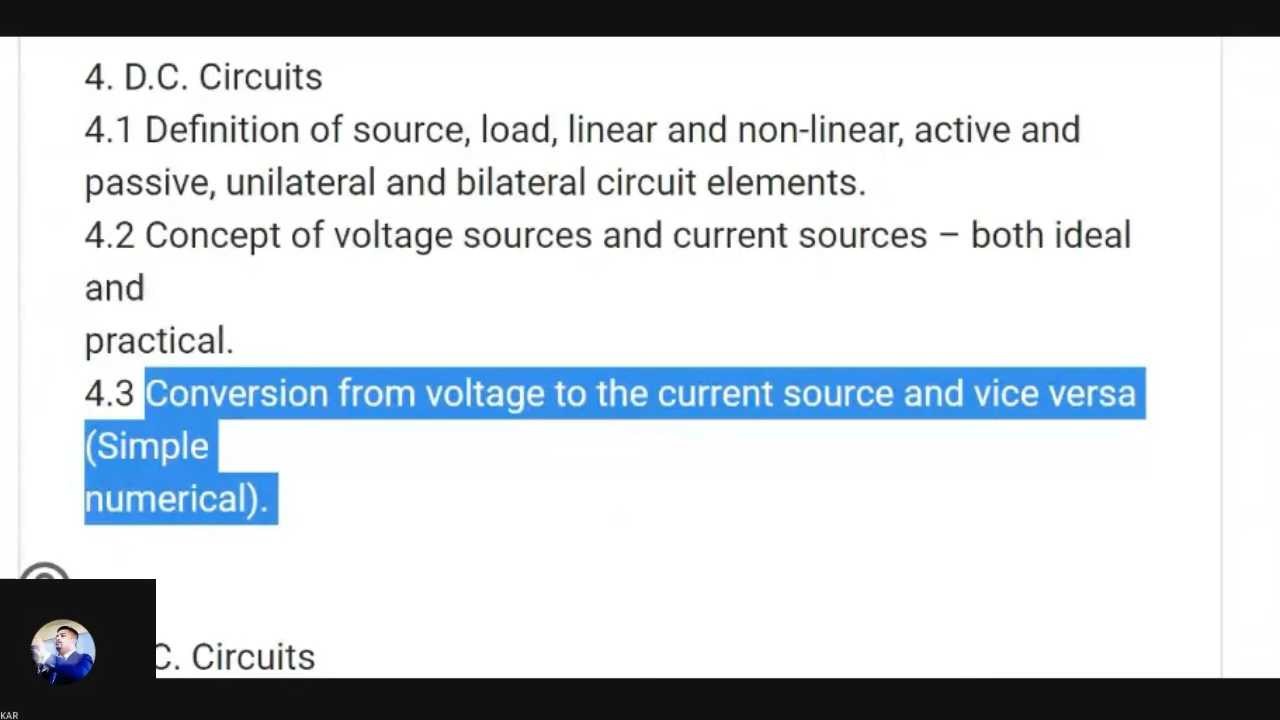 4. D.C. Circuits
4.1 Definition of source, load, linear and non-linear, active and
passive, unilateral and bilateral circuit elements.
4.2 Concept of voltage sources and current sources – both ideal
and
practical.
4.3 Conversion from voltage to the current source and vice versa
(Simple
numerical).
C. Circuits
KAR